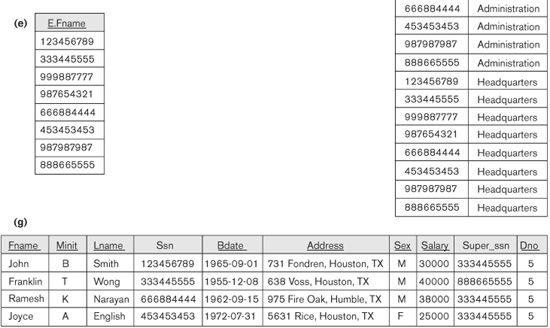 (e)
E.Fname
123456789
333445555
999887777
987654321
666884444
453453453
987987987
888665555
666884444 Administration
453453453 Administration
987987987 Administration
888665555 Administration
123456789 Headquarters
333445555 Headquarters
999887777 Headquarters
987654321 Headquarters
666884444 Headquarters
453453453 Headquarters
987987987 Headquarters
888665555 Headquarters
(g)
Fname Minit Lname Ssn Bdate Address Sex Salary Super_ssn Dno
John B Smith 123456789 1965-09-01 731 Fondren, Houston, TX M 30000 333445555 5
Franklin T Wong 333445555 1955-12-08 638 Voss, Houston, TX M 40000 888665555 5
Ramesh K Narayan 666884444 1962-09-15 975 Fire Oak, Humble, TX M 38000 333445555 5
Joyce A English 453453453 1972-07-31 5631 Rice, Houston, TX F 25000 333445555 5